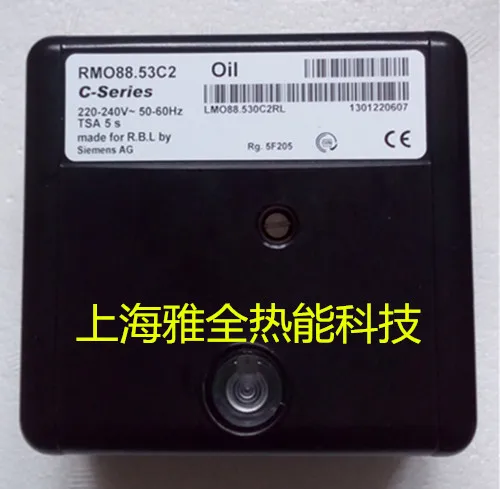 RMO88.53C2 Oil
C-Series
220-240V~ 50-60Hz LMO88.530C2RL 1301220607
TSA 5 s
made for R.B.L by
Siemens AG Rg. 5F205 CE
上海雅全热能科技